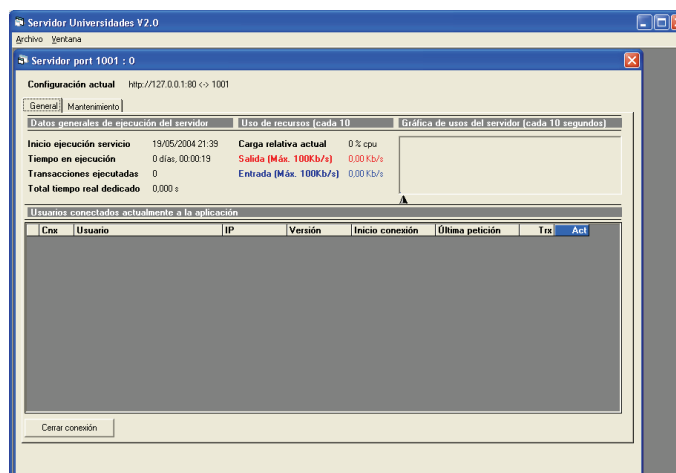 Servidor Universidades V2.0
Archivo Ventana
Servidor port 1001 : 0
Configuración actual http://127.0.0.1:80 <-> 1001
General Mantenimiento
Datos generales de ejecución del servidor Uso de recursos (cada 10 Gráfica de usos del servidor (cada 10 segundos)
Inicio ejecución servicio 19/05/2004 21:39 Carga relativa actual 0 % cpu
Tiempo en ejecución 0 días, 00:00:19 Salida (Máx. 100Kb/s) 0,00 Kb/s
Transacciones ejecutadas 0 Entrada (Máx. 100Kb/s) 0,00 Kb/s
Total tiempo real dedicado 0,000 s
Usuarios conectados actualmente a la aplicación
Cnx Usuario IP Versión Inicio conexión Última petición Trx Act
Cerrar conexión